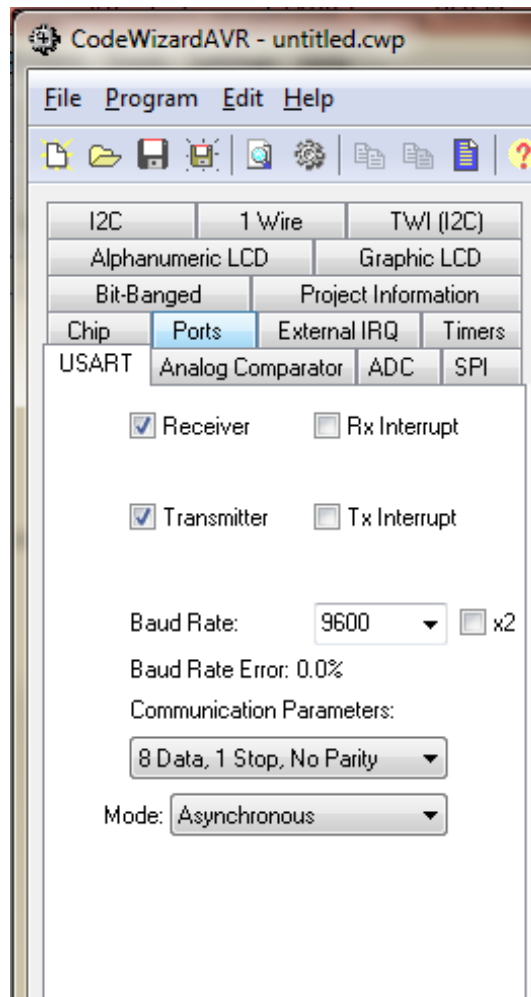 CodeWizardAVR - untitled.cwp
File Program Edit Help
I2C 1 Wire TWI (I2C)
Alphanumeric LCD Graphic LCD
Bit-Banged Project Information
Chip Ports External IRQ Timers
USART Analog Comparator ADC SPI
Receiver Rx Interrupt
Transmitter Tx Interrupt
Baud Rate: 9600 x2
Baud Rate Error: 0.0%
Communication Parameters:
8 Data, 1 Stop, No Parity
Mode: Asynchronous